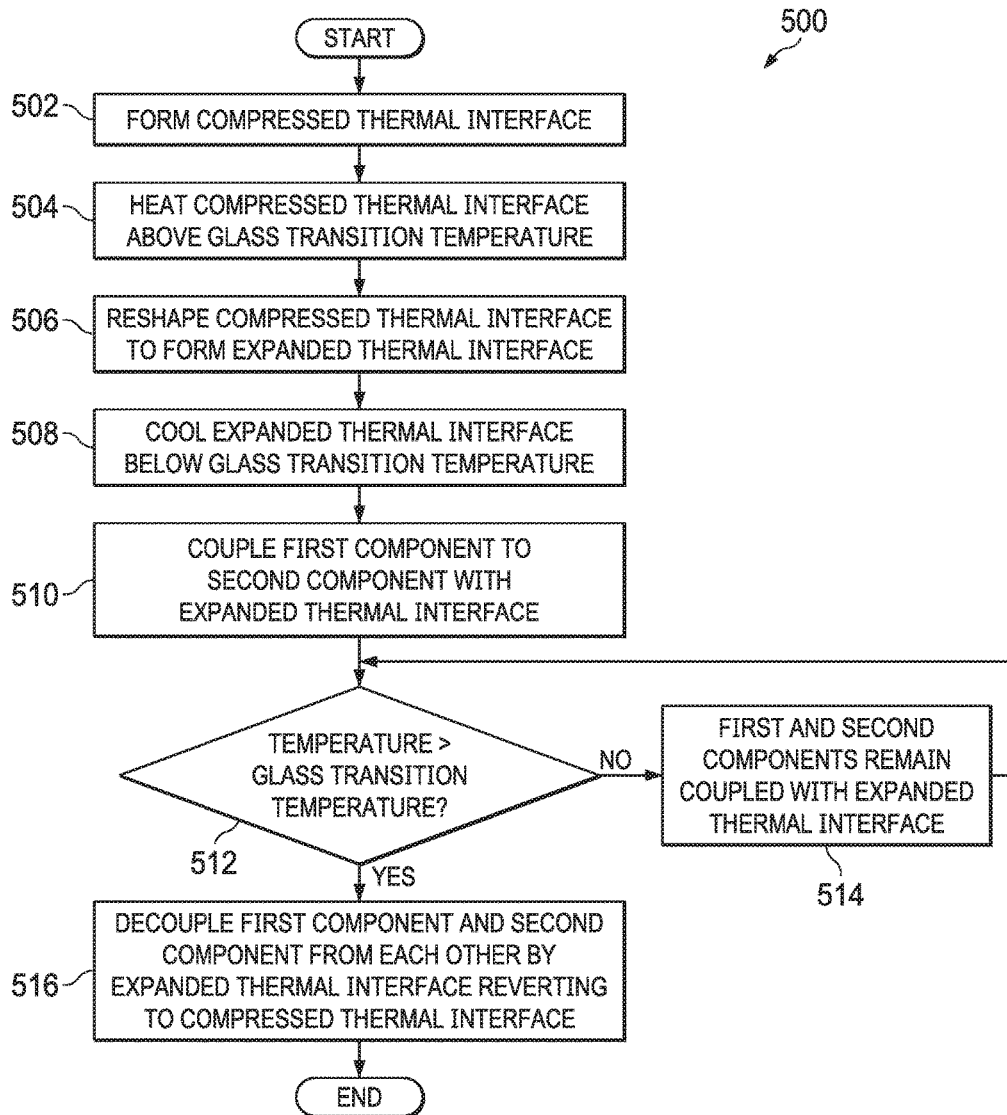 START
500
502
FORM COMPRESSED THERMAL INTERFACE
504
HEAT COMPRESSED THERMAL INTERFACE
ABOVE GLASS TRANSITION TEMPERATURE
506
RESHAPE COMPRESSED THERMAL INTERFACE
TO FORM EXPANDED THERMAL INTERFACE
508
COOL EXPANDED THERMAL INTERFACE
BELOW GLASS TRANSITION TEMPERATURE
510
COUPLE FIRST COMPONENT TO
SECOND COMPONENT WITH
EXPANDED THERMAL INTERFACE
TEMPERATURE >
GLASS TRANSITION
TEMPERATURE?
512
NO
FIRST AND SECOND
COMPONENTS REMAIN
COUPLED WITH EXPANDED
THERMAL INTERFACE
514
YES
516
DECOUPLE FIRST COMPONENT AND SECOND
COMPONENT FROM EACH OTHER BY
EXPANDED THERMAL INTERFACE REVERTING
TO COMPRESSED THERMAL INTERFACE
END